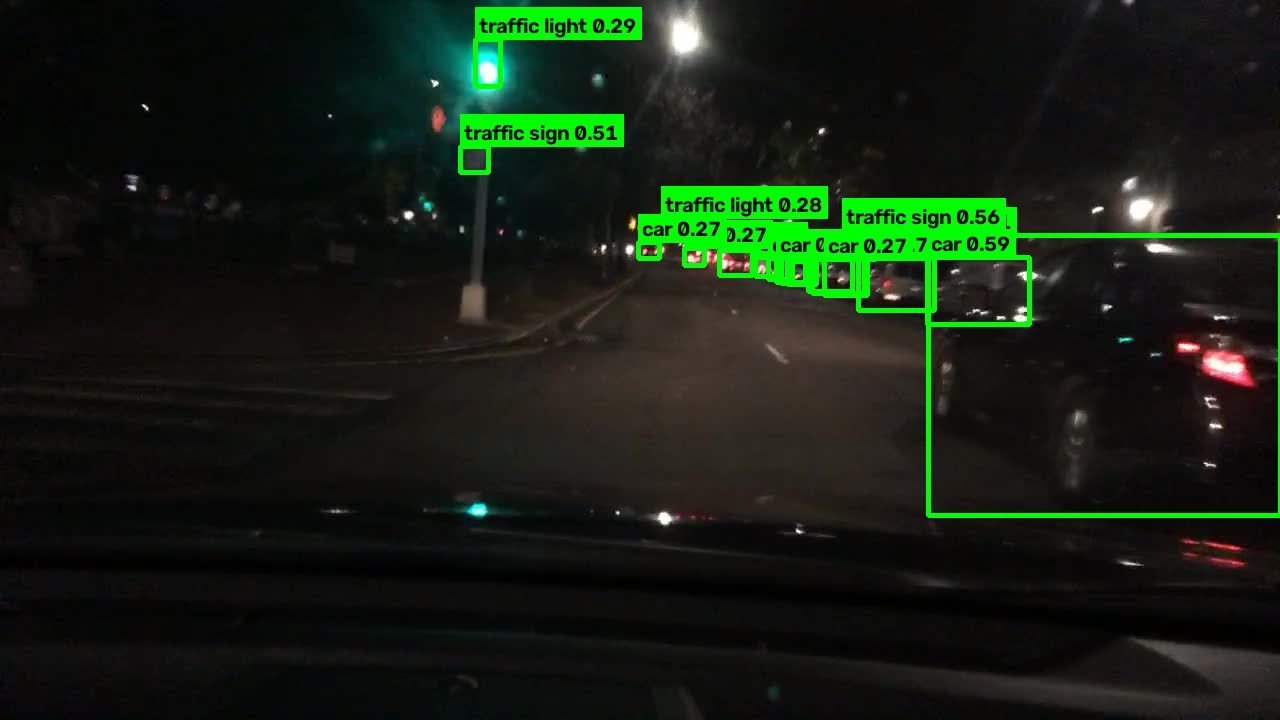 traffic light 0.29
traffic sign 0.51
traffic light 0.28
traffic sign 0.56
car 0.27
0.27
car 0.27
car 0.59